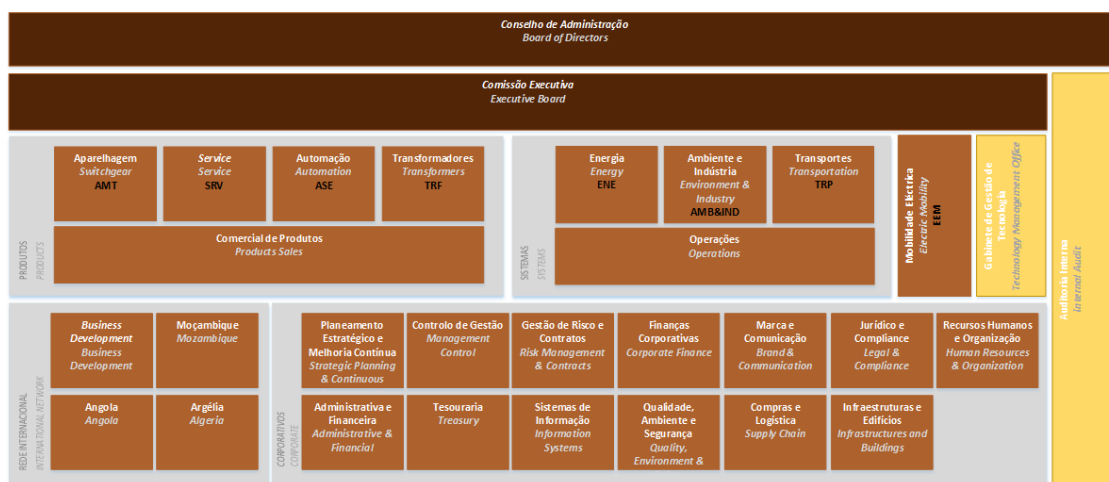 Conselho de Administração
Board of Directors
Comissão Executiva
Executive Board
PRODUTOS
PRODUCTS
Aparelhagem
Switchgear
AMT
Service
Service
SRV
Automação
Automation
ASE
Transformadores
Transformers
TRF
Comercial de Produtos
Products Sales
SISTEMAS
SYSTEMS
Energia
Energy
ENE
Ambiente e
Indústria
Environment &
Industry
AMB&IND
Transportes
Transportation
TRP
Operações
Operations
Mobilidade Eléctrica
Electric Mobility
EEM
Gabinete de Gestão de
Tecnologia
Technology Management Office
Auditoria Interna
Internal Audit
REDE INTERNACIONAL
INTERNATIONAL NETWORK
Business
Development
Business
Development
Moçambique
Mozambique
Angola
Angola
Argélia
Algeria
CORPORATIVOS
CORPORATE
Planeamento
Estratégico e
Melhoria Contínua
Strategic Planning
& Continuous
Controlo de Gestão
Management
Control
Gestão de Risco e
Contratos
Risk Management
& Contracts
Finanças
Corporativas
Corporate Finance
Marca e
Comunicação
Brand &
Communication
Jurídico e
Compliance
Legal &
Compliance
Recursos Humanos
e Organização
Human Resources
& Organization
Administrativa e
Financeira
Administrative &
Financial
Tesouraria
Treasury
Sistemas de
Informação
Information
Systems
Qualidade,
Ambiente e
Segurança
Quality,
Environment &
Compras e
Logística
Supply Chain
Infraestruturas e
Edifícios
Infrastructures and
Buildings